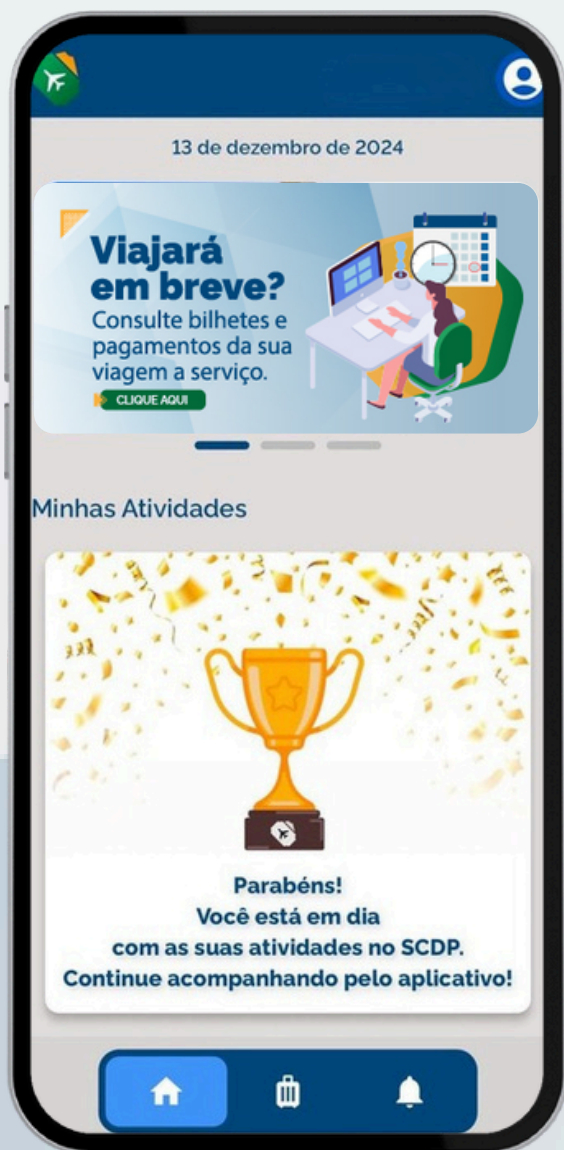 13 de dezembro de 2024
Viajará
em breve?
Consulte bilhetes e
pagamentos da sua
viagem a serviço.
CLIQUE AQUI
Minhas Atividades
Parabéns!
Você está em dia
com as suas atividades no SCDP.
Continue acompanhando pelo aplicativo!